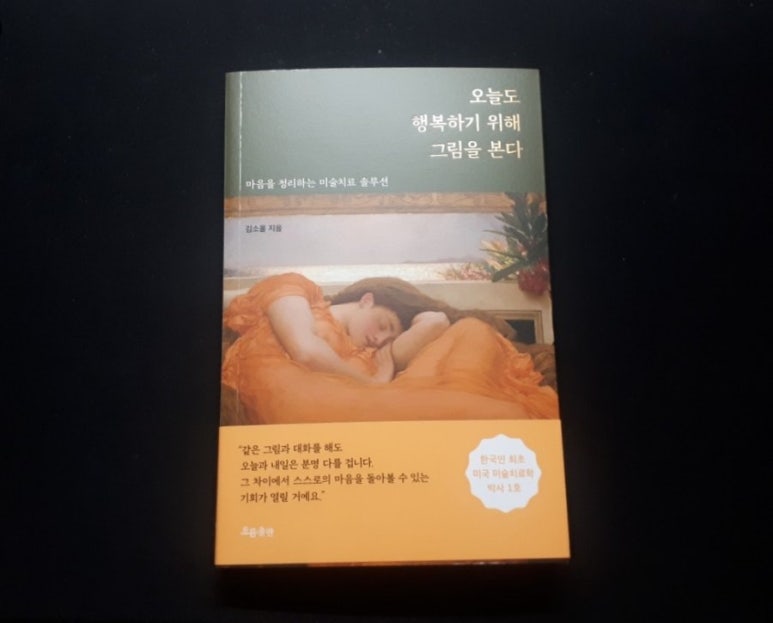 오늘도
행복하기 위해
그림을 본다
마음을 정리하는 미술치료 솔루션
김소울 지음
"같은 그림과 대화를 해도
오늘과 내일은 분명 다를 겁니다.
그 차이에서 스스로의 마음을 돌아볼 수 있는
기회가 열릴 거예요."
한국인 최초
미국 미술치료학
박사 1호
오픈출판